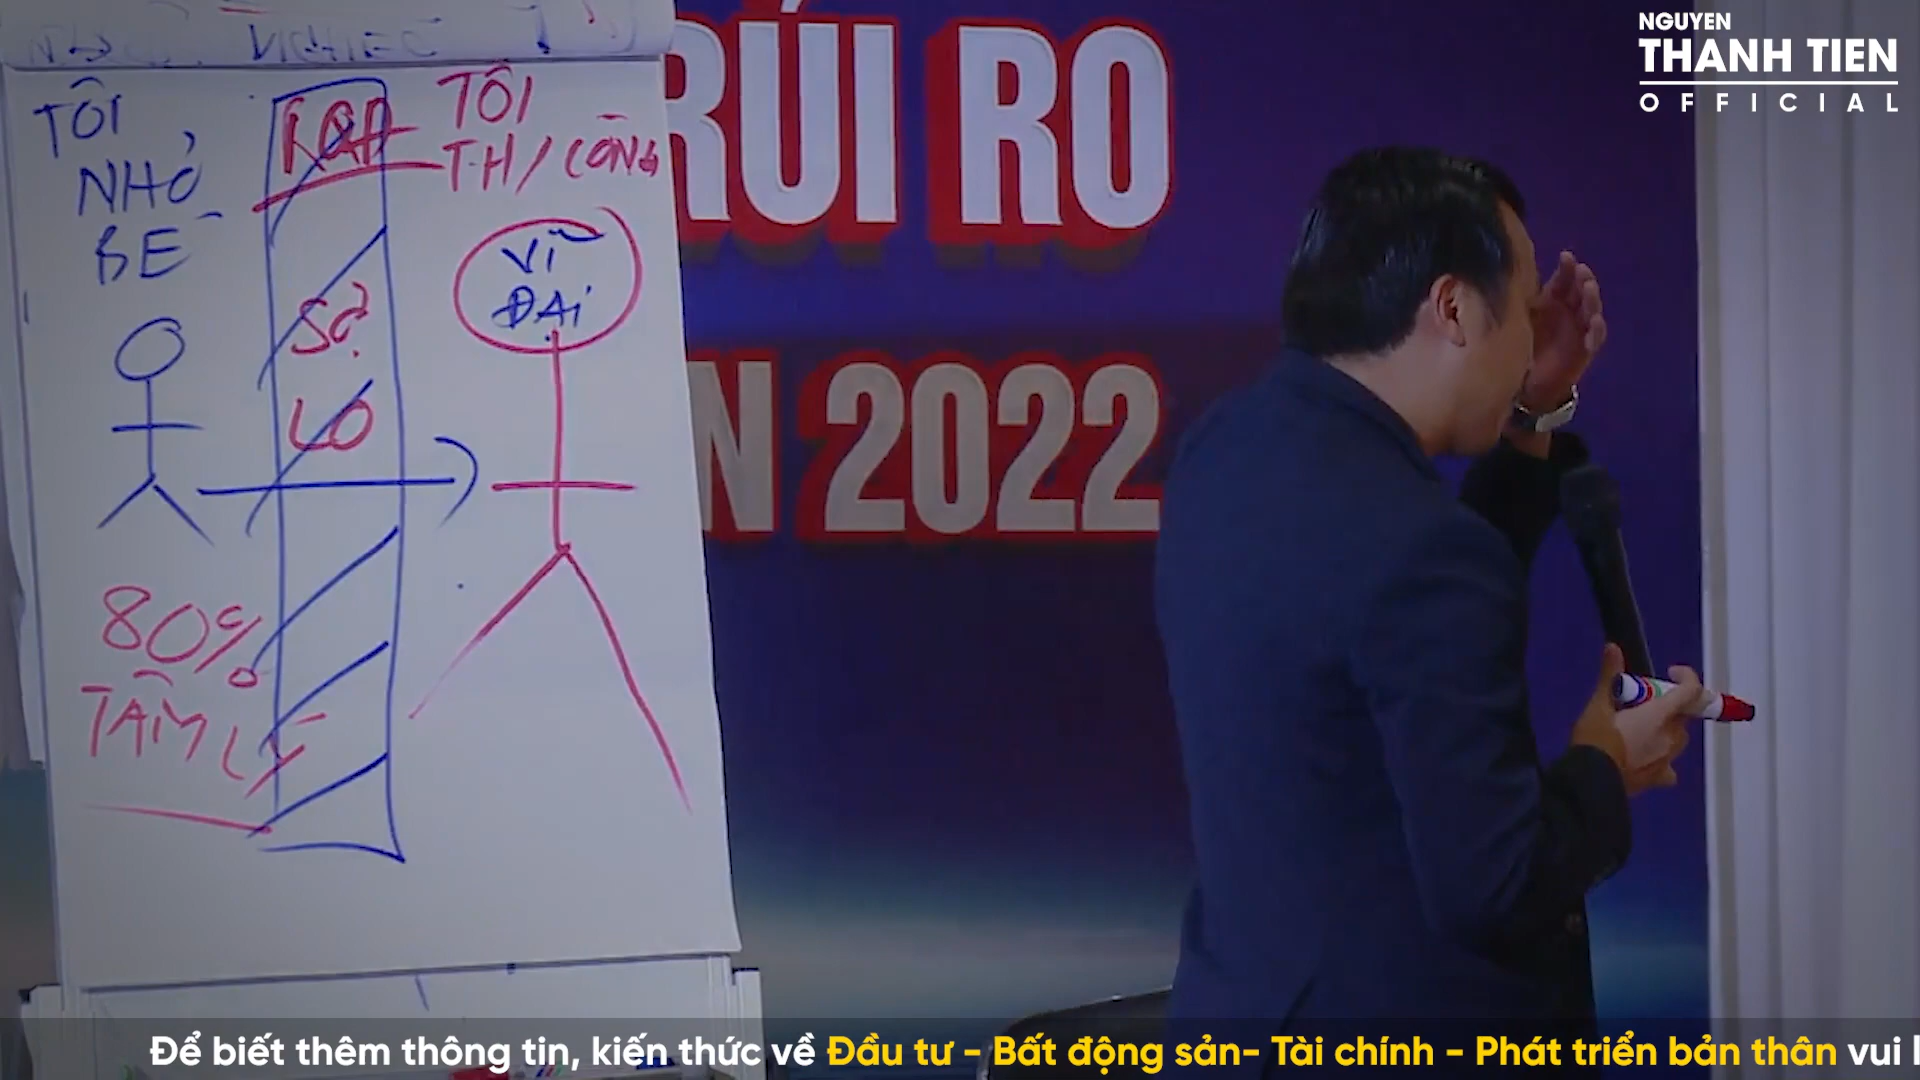 NGUYEN
THANH TIEN
OFFICIAL
RÚI RO
N 2022
TÔI
NHỎ
BÉ
TÔI
T.H / CÔNG
VĨ
ĐẠI
SỢ
LO
80%
TÂM LÝ
Để biết thêm thông tin, kiến thức về Đầu tư - Bất động sản- Tài chính - Phát triển bản thân vui